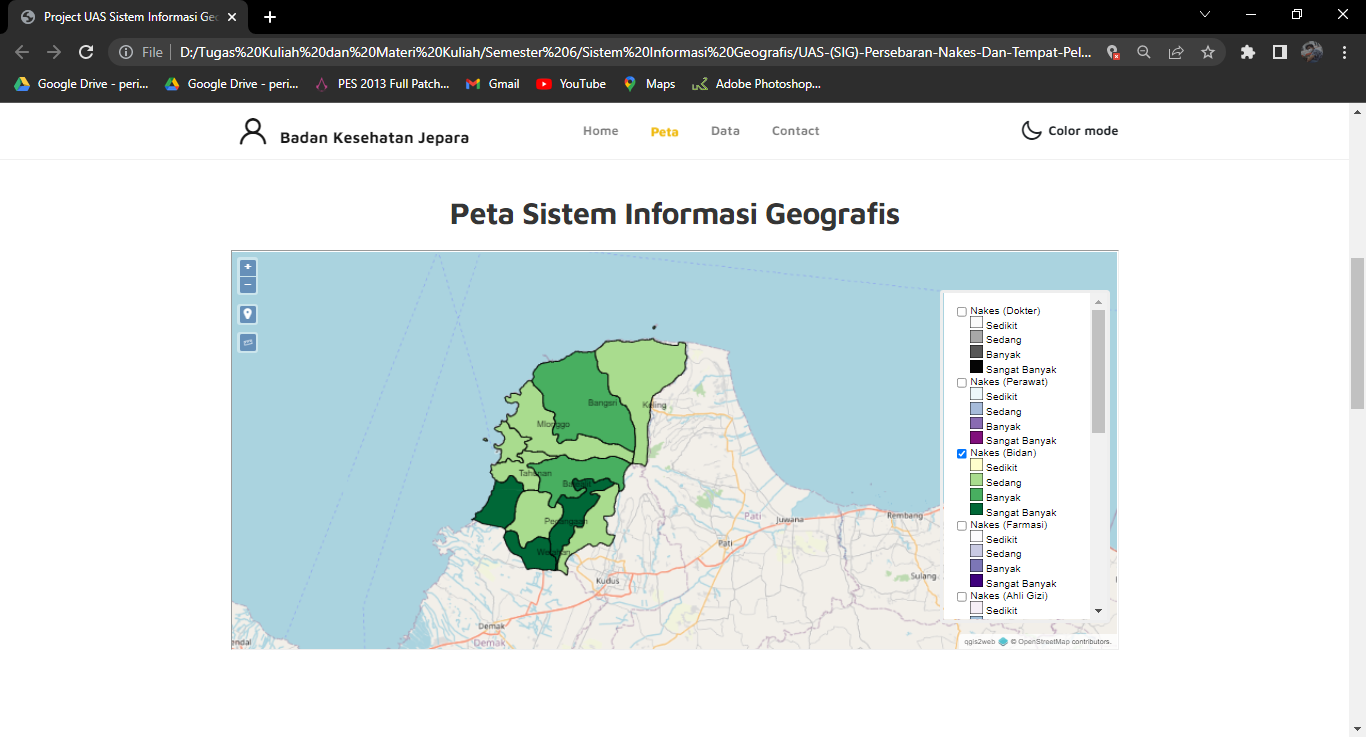 Project UAS Sistem Informasi Geo
File
D:/Tugas%20Kuliah%20dan%20Materi%20Kuliah/Semester%206/Sistem%20Informasi%20Geografis/UAS-(SIG)-Persebaran-Nakes-Dan-Tempat-Pel...
Google Drive - peri...
Google Drive - peri...
PES 2013 Full Patch...
Gmail
YouTube
Maps
Adobe Photoshop...
Badan Kesehatan Jepara
Home
Peta
Data
Contact
Color mode
Peta Sistem Informasi Geografis
+
−
Nakes (Dokter)
Sedikit
Sedang
Banyak
Sangat Banyak
Nakes (Perawat)
Sedikit
Sedang
Banyak
Sangat Banyak
Nakes (Bidan)
Sedikit
Sedang
Banyak
Sangat Banyak
Nakes (Farmasi)
Sedikit
Sedang
Banyak
Sangat Banyak
Nakes (Ahli Gizi)
Sedikit
Bangsri
Keling
Mlonggo
Tahunan
Pecangaan
Welahan
Pati
Juwana
Rembang
Pati
Sulang
Kudus
Demak
Demak
endal
qgis2web
© OpenStreetMap contributors.